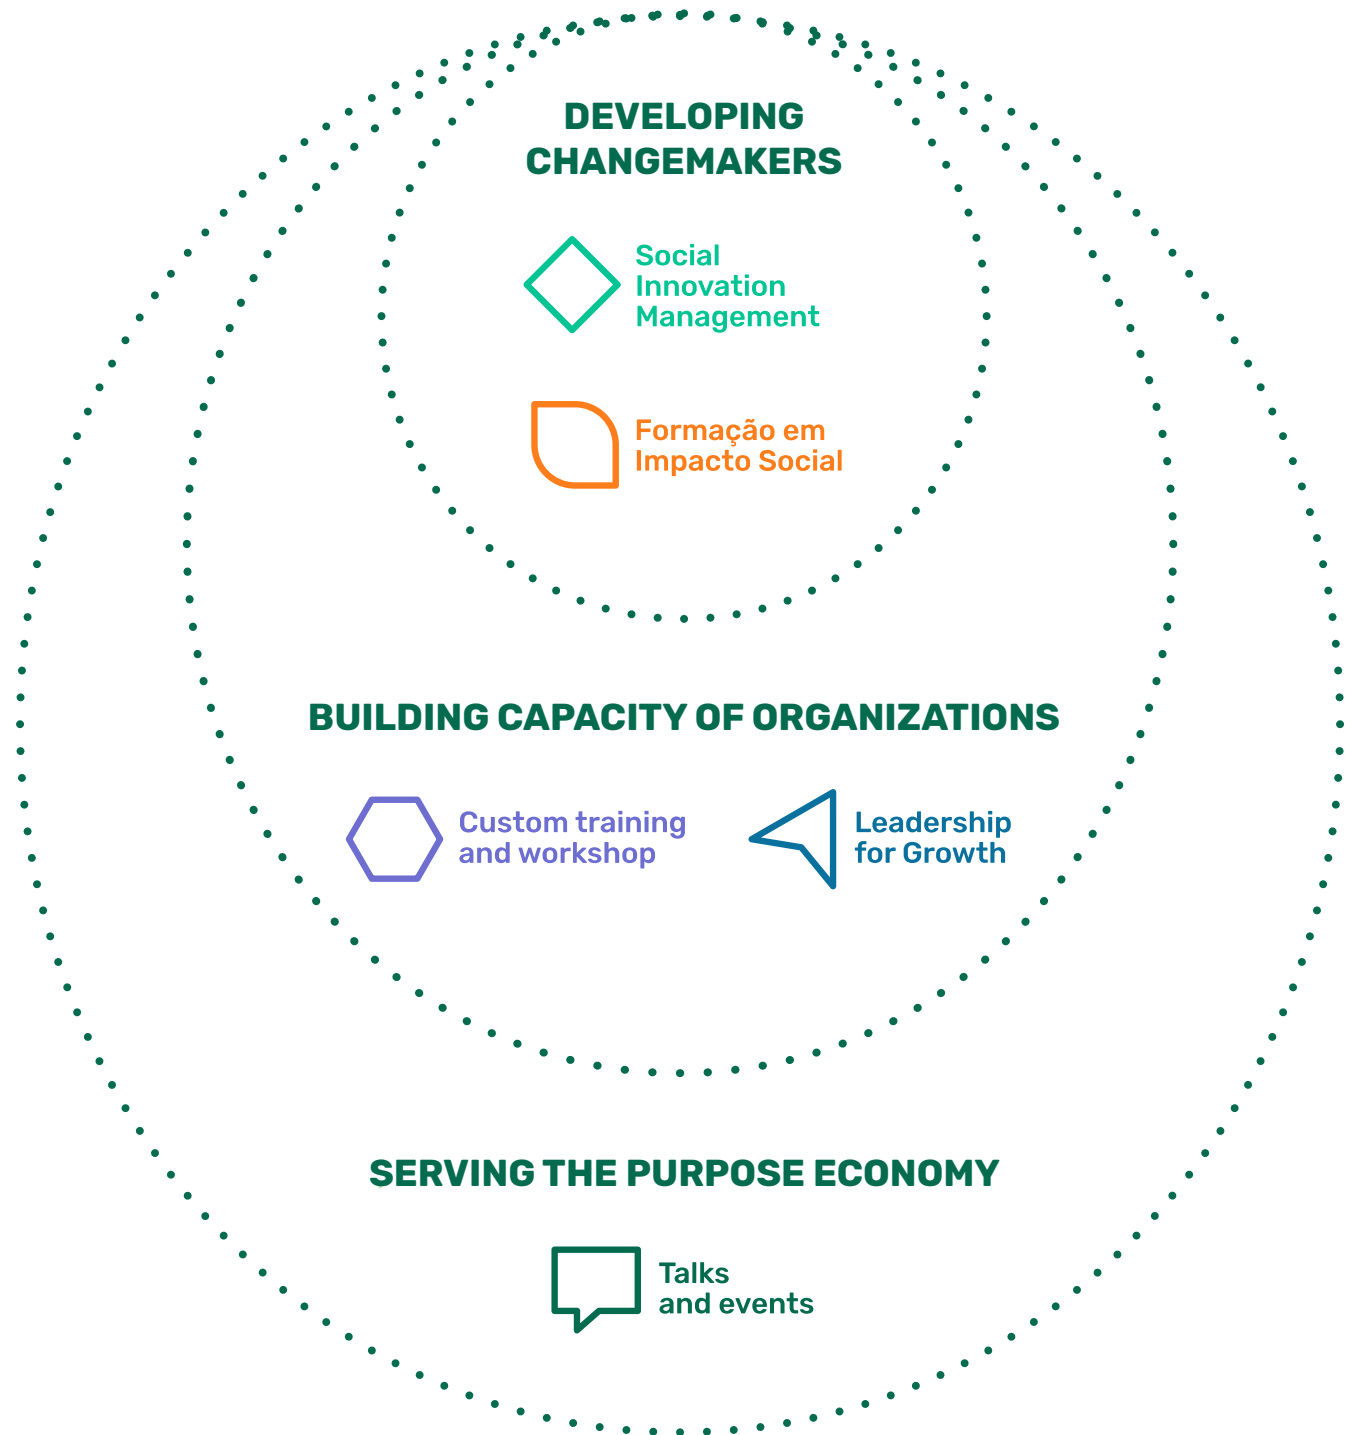 DEVELOPING
CHANGEMAKERS
Social
Innovation
Management
Formação em
Impacto Social
BUILDING CAPACITY OF ORGANIZATIONS
Custom training
and workshop
Leadership
for Growth
SERVING THE PURPOSE ECONOMY
Talks
and events